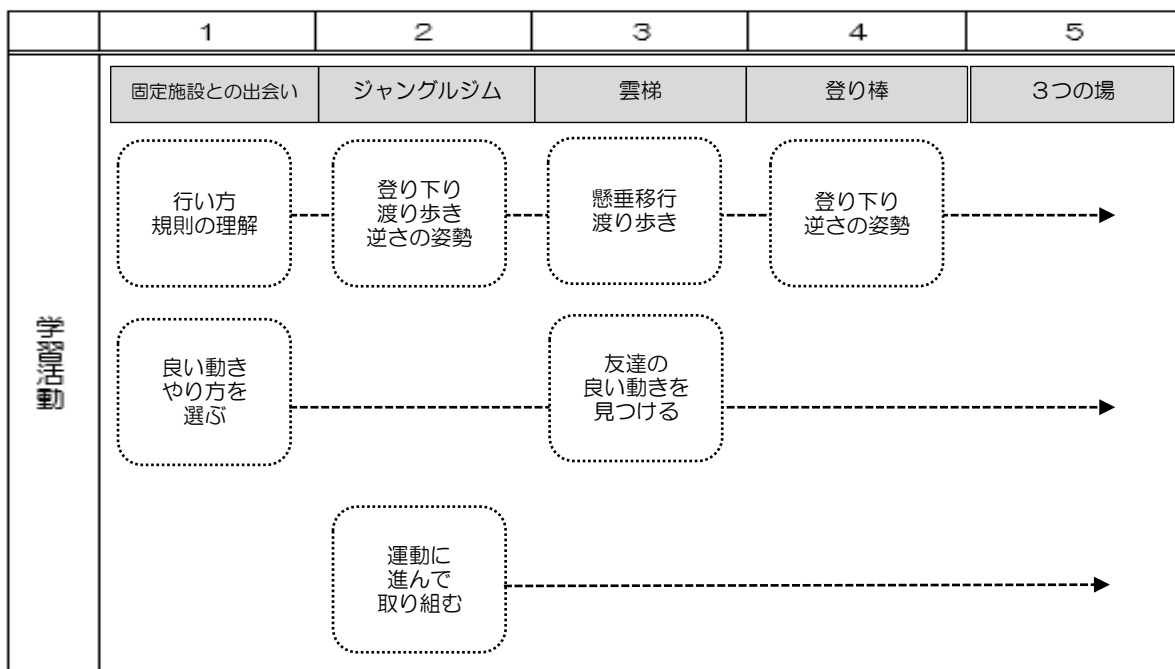 1 2 3 4 5
固定施設との出会い ジャングルジム 雲梯 登り棒 3つの場
学習活動
行い方
規則の理解
登り下り
渡り歩き
逆さの姿勢
懸垂移行
渡り歩き
登り下り
逆さの姿勢
良い動き
やり方を
選ぶ
友達の
良い動きを
見つける
運動に
進んで
取り組む